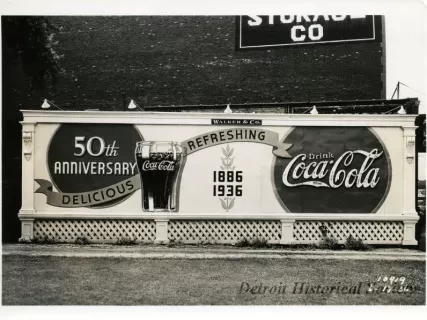 STORAGE
CO
WALKER & CO.
50th
ANNIVERSARY
DELICIOUS
Coca-Cola
REFRESHING
1886
1936
Drink
Coca-Cola
Detroit Historical Society